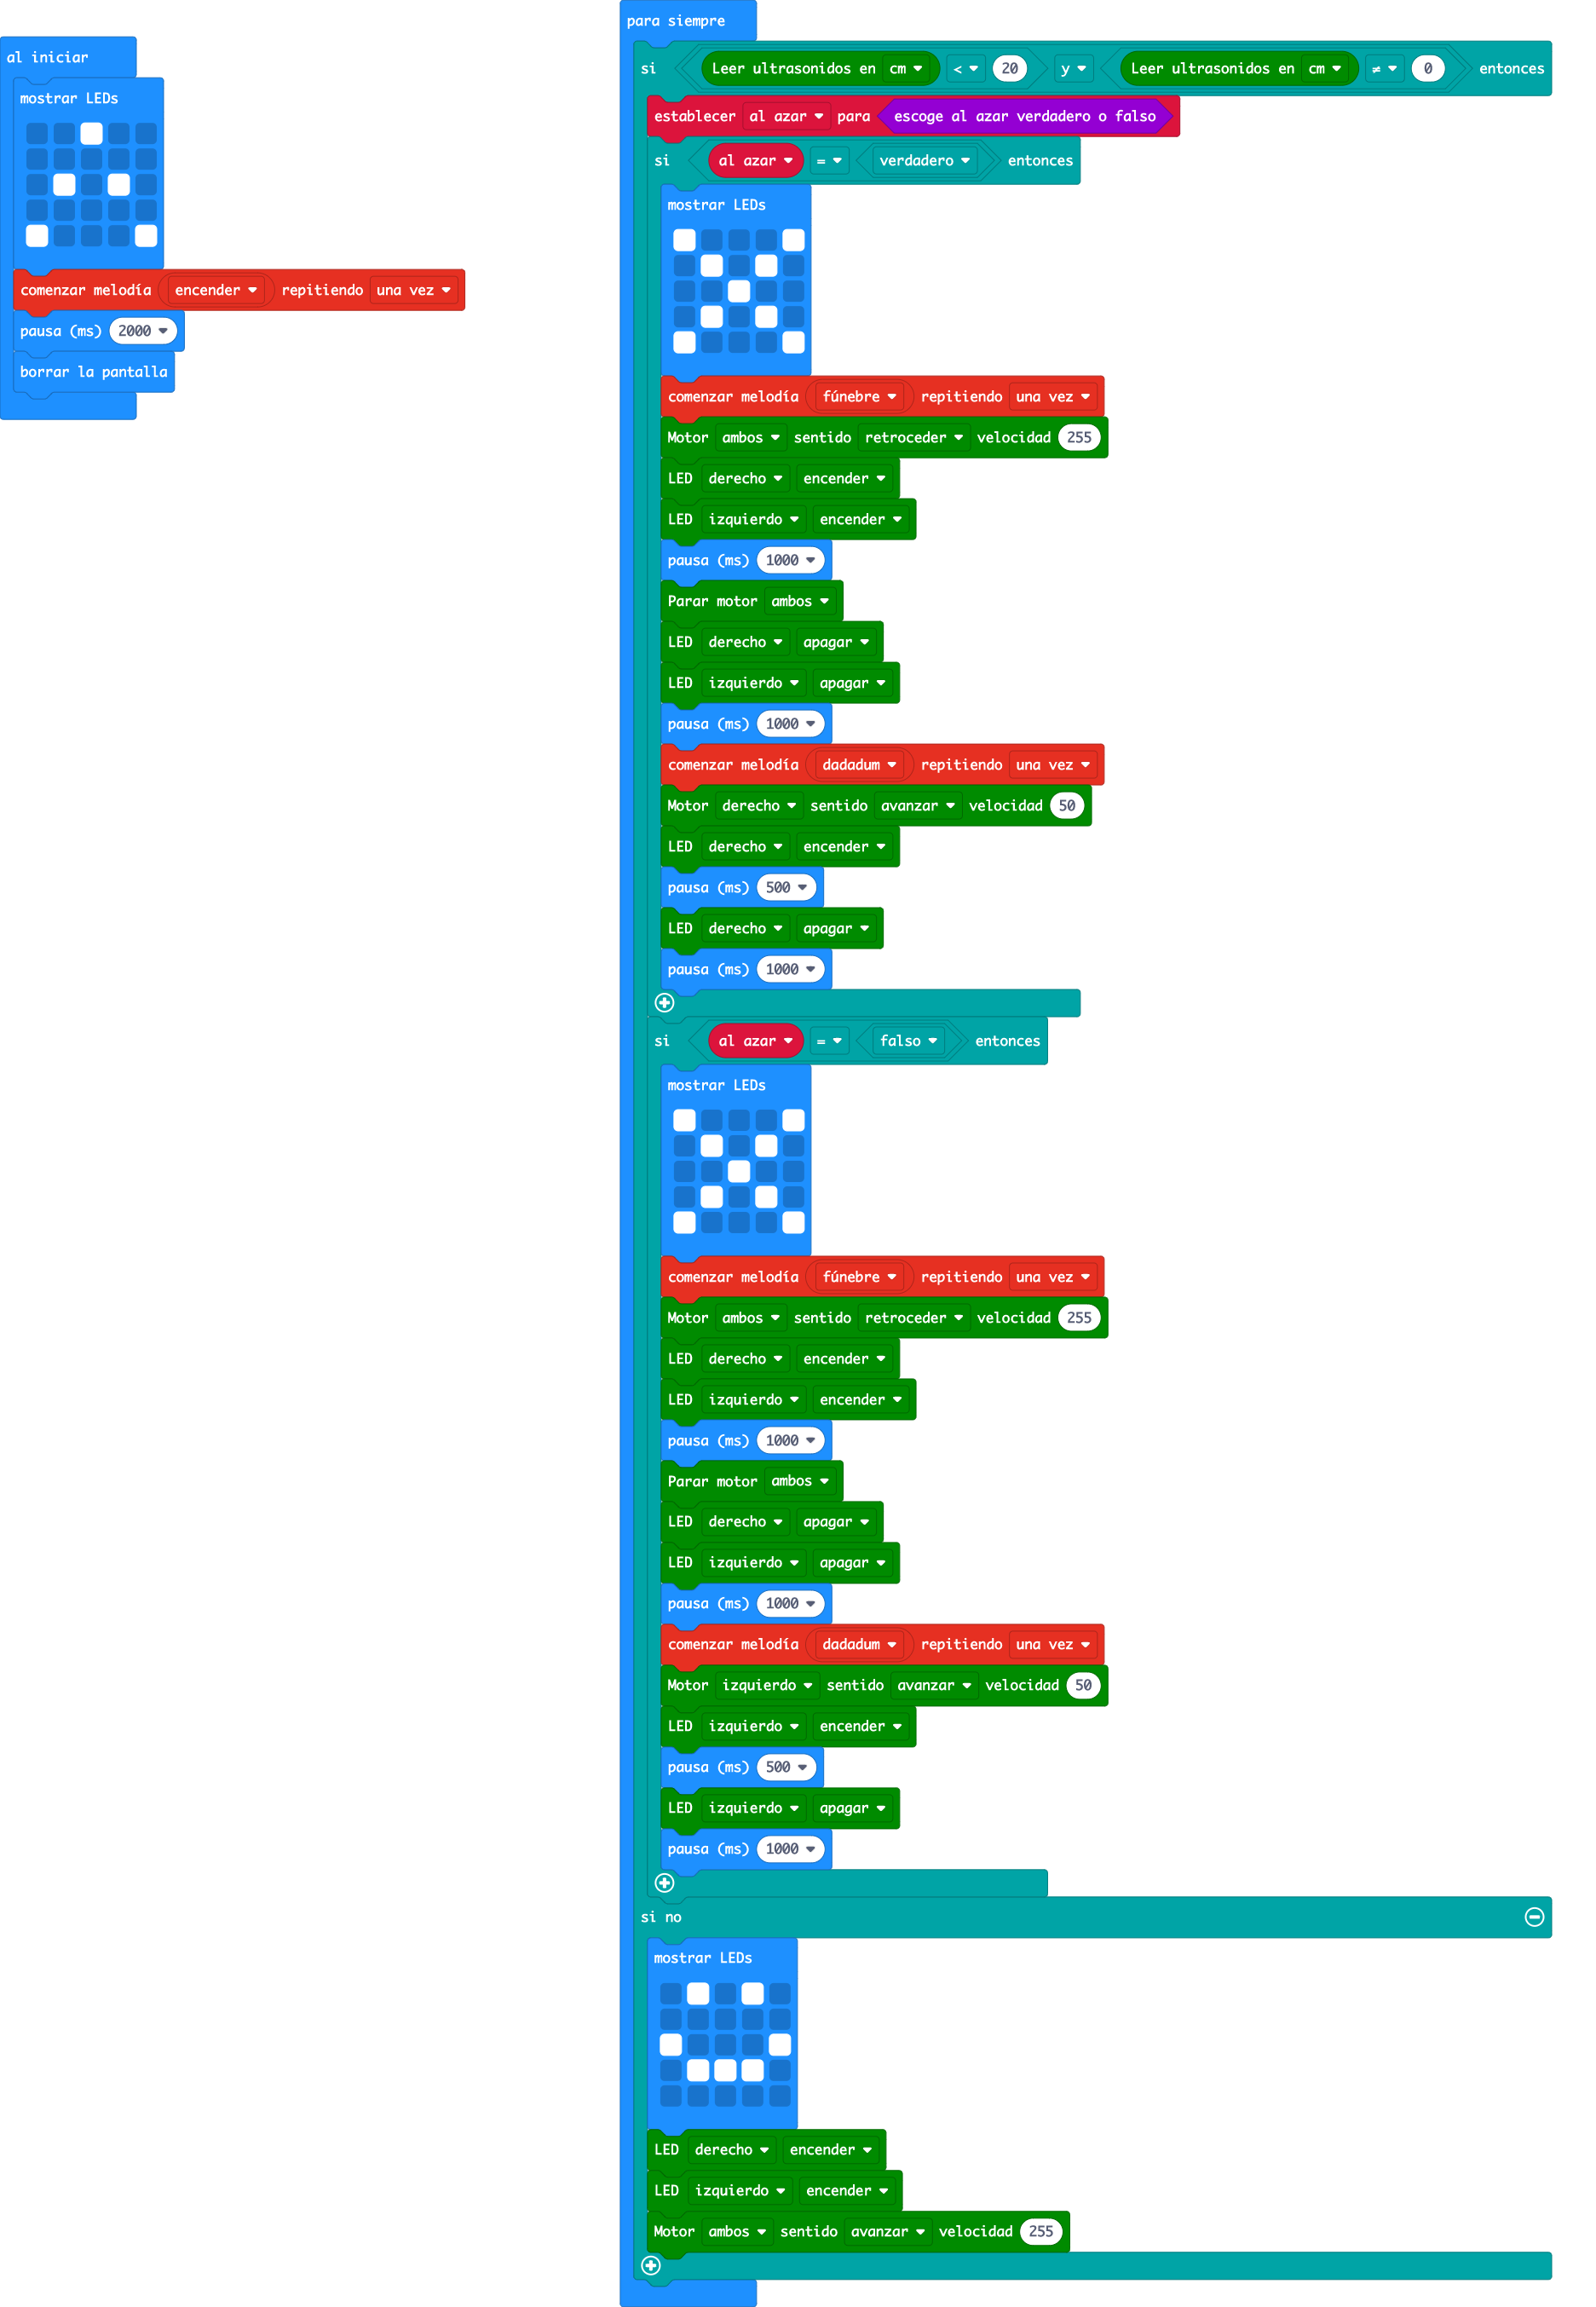 al iniciar
mostrar LEDs
comenzar melodía encender repitiendo una vez
pausa (ms) 2000
borrar la pantalla
para siempre
si Leer ultrasonidos en cm < 20 y Leer ultrasonidos en cm ≠ 0 entonces
establecer al azar para escoge al azar verdadero o falso
si al azar = verdadero entonces
mostrar LEDs
comenzar melodía fúnebre repitiendo una vez
Motor ambos sentido retroceder velocidad 255
LED derecho encender
LED izquierdo encender
pausa (ms) 1000
Parar motor ambos
LED derecho apagar
LED izquierdo apagar
pausa (ms) 1000
comenzar melodía dadadum repitiendo una vez
Motor derecho sentido avanzar velocidad 50
LED derecho encender
pausa (ms) 500
LED derecho apagar
pausa (ms) 1000
si al azar = falso entonces
mostrar LEDs
comenzar melodía fúnebre repitiendo una vez
Motor ambos sentido retroceder velocidad 255
LED derecho encender
LED izquierdo encender
pausa (ms) 1000
Parar motor ambos
LED derecho apagar
LED izquierdo apagar
pausa (ms) 1000
comenzar melodía dadadum repitiendo una vez
Motor izquierdo sentido avanzar velocidad 50
LED izquierdo encender
pausa (ms) 500
LED izquierdo apagar
pausa (ms) 1000
si no
mostrar LEDs
LED derecho encender
LED izquierdo encender
Motor ambos sentido avanzar velocidad 255